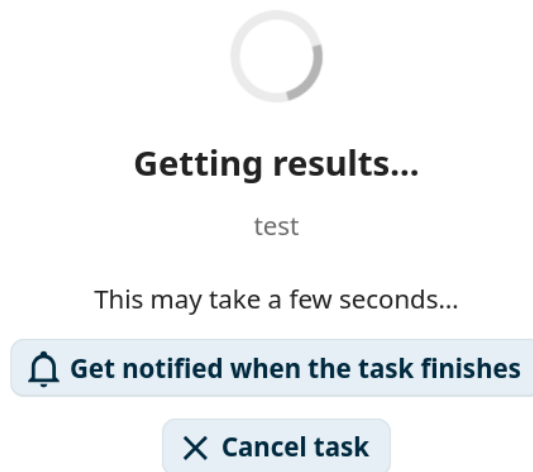 Getting results...
test
This may take a few seconds...
Get notified when the task finishes
Cancel task